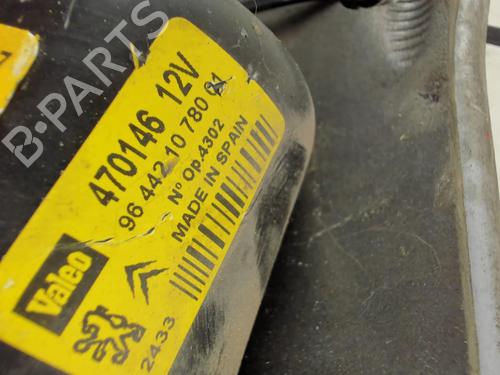 B-PARTS
470146 12V
96 442 10 780 01
Nº Op.4302
MADE IN SPAIN
Valeo
2433